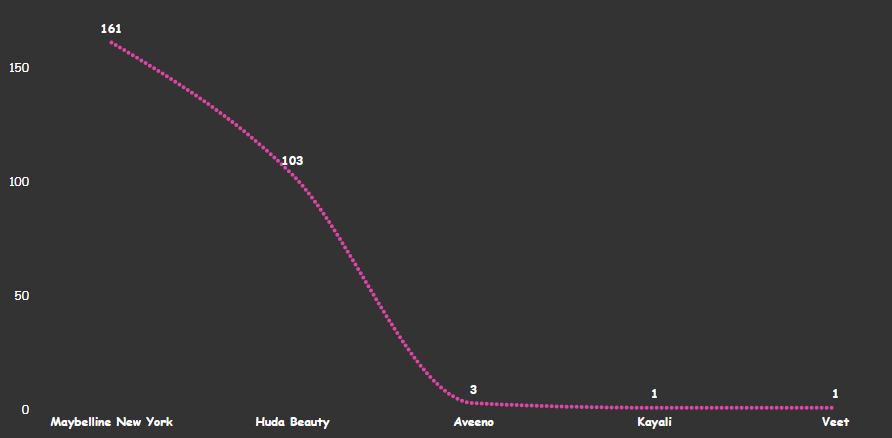 161
150
103
100
50
3
1
1
0
Maybelline New York
Huda Beauty
Aveeno
Kayali
Veet